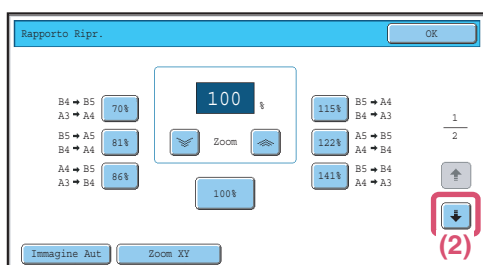 Rapporto Ripr.
OK
B4 → B5
A3 → A4
70%
B5 → A5
B4 → A4
81%
A4 → B5
A3 → B4
86%
100 %
Zoom
100%
115%
B5 → A4
B4 → A3
122%
A5 → B5
A4 → B4
141%
B5 → B4
A4 → A3
1
2
(2)
Immagine Aut
Zoom XY